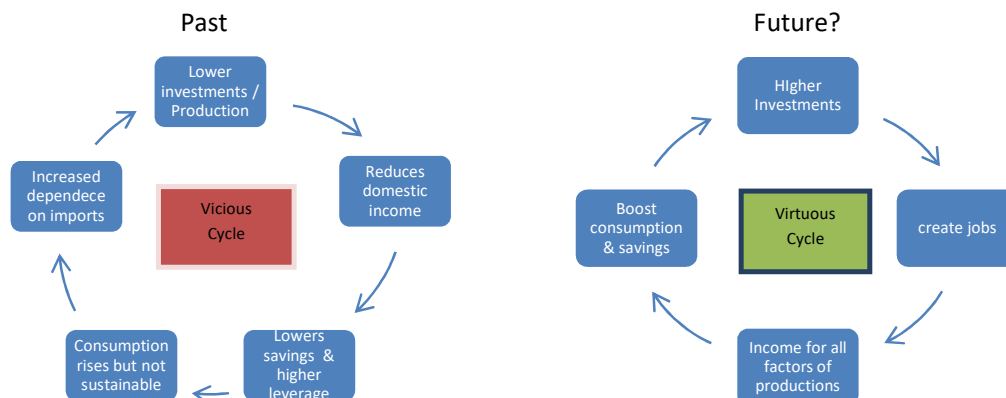 Past
Lower
investments /
Production
Reduces
domestic
income
Lowers
savings & 
higher
leverage
Consumption
rises but not
sustainable
Increased
dependece
on imports
Vicious
Cycle
Future?
HIgher
Investments
create jobs
Income for all
factors of
productions
Boost
consumption
& savings
Virtuous
Cycle